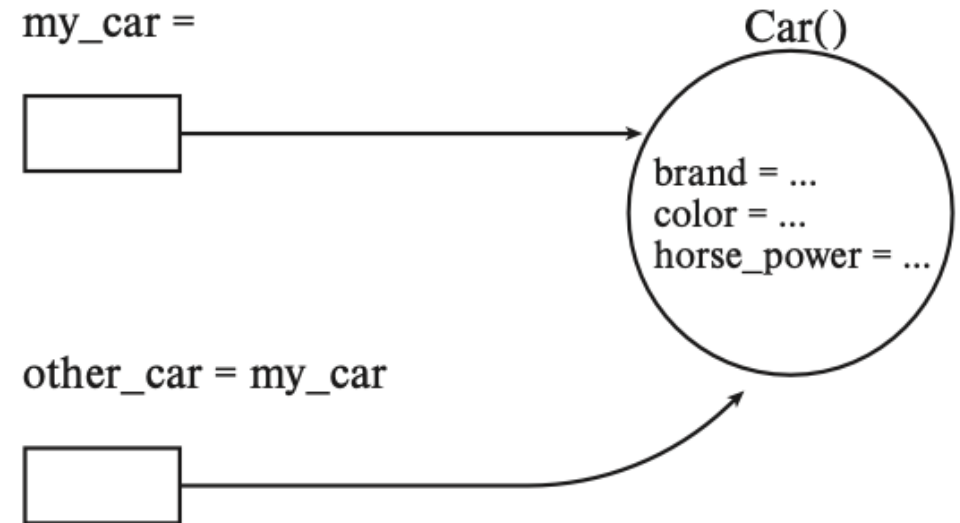 my_car =
Car()
brand = ...
color = ...
horse_power = ...
other_car = my_car